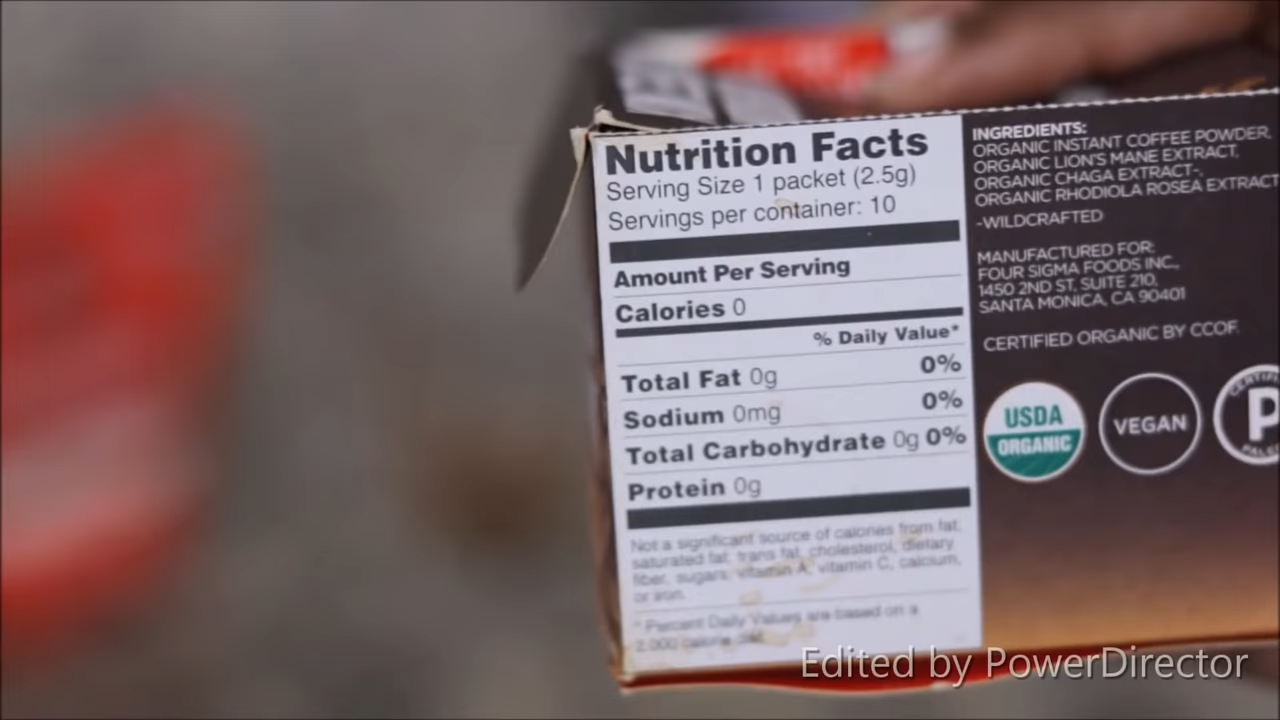 Nutrition Facts
Serving Size 1 packet (2.5g)
Servings per container: 10
Amount Per Serving
Calories 0
% Daily Value*
Total Fat 0g 0%
Sodium 0mg 0%
Total Carbohydrate 0g 0%
Protein 0g
Not a significant source of calories from fat,
saturated fat, trans fat, cholesterol, dietary
fiber, sugars, vitamin A, vitamin C, calcium,
or iron.
* Percent Daily Values are based on a
2,000 calorie diet.
INGREDIENTS:
ORGANIC INSTANT COFFEE POWDER,
ORGANIC LION'S MANE EXTRACT,
ORGANIC CHAGA EXTRACT~,
ORGANIC RHODIOLA ROSEA EXTRACT
~WILDCRAFTED
MANUFACTURED FOR:
FOUR SIGMA FOODS INC.,
1450 2ND ST, SUITE 210,
SANTA MONICA, CA 90401
CERTIFIED ORGANIC BY CCOF.
USDA
ORGANIC
VEGAN
P
Edited by PowerDirector